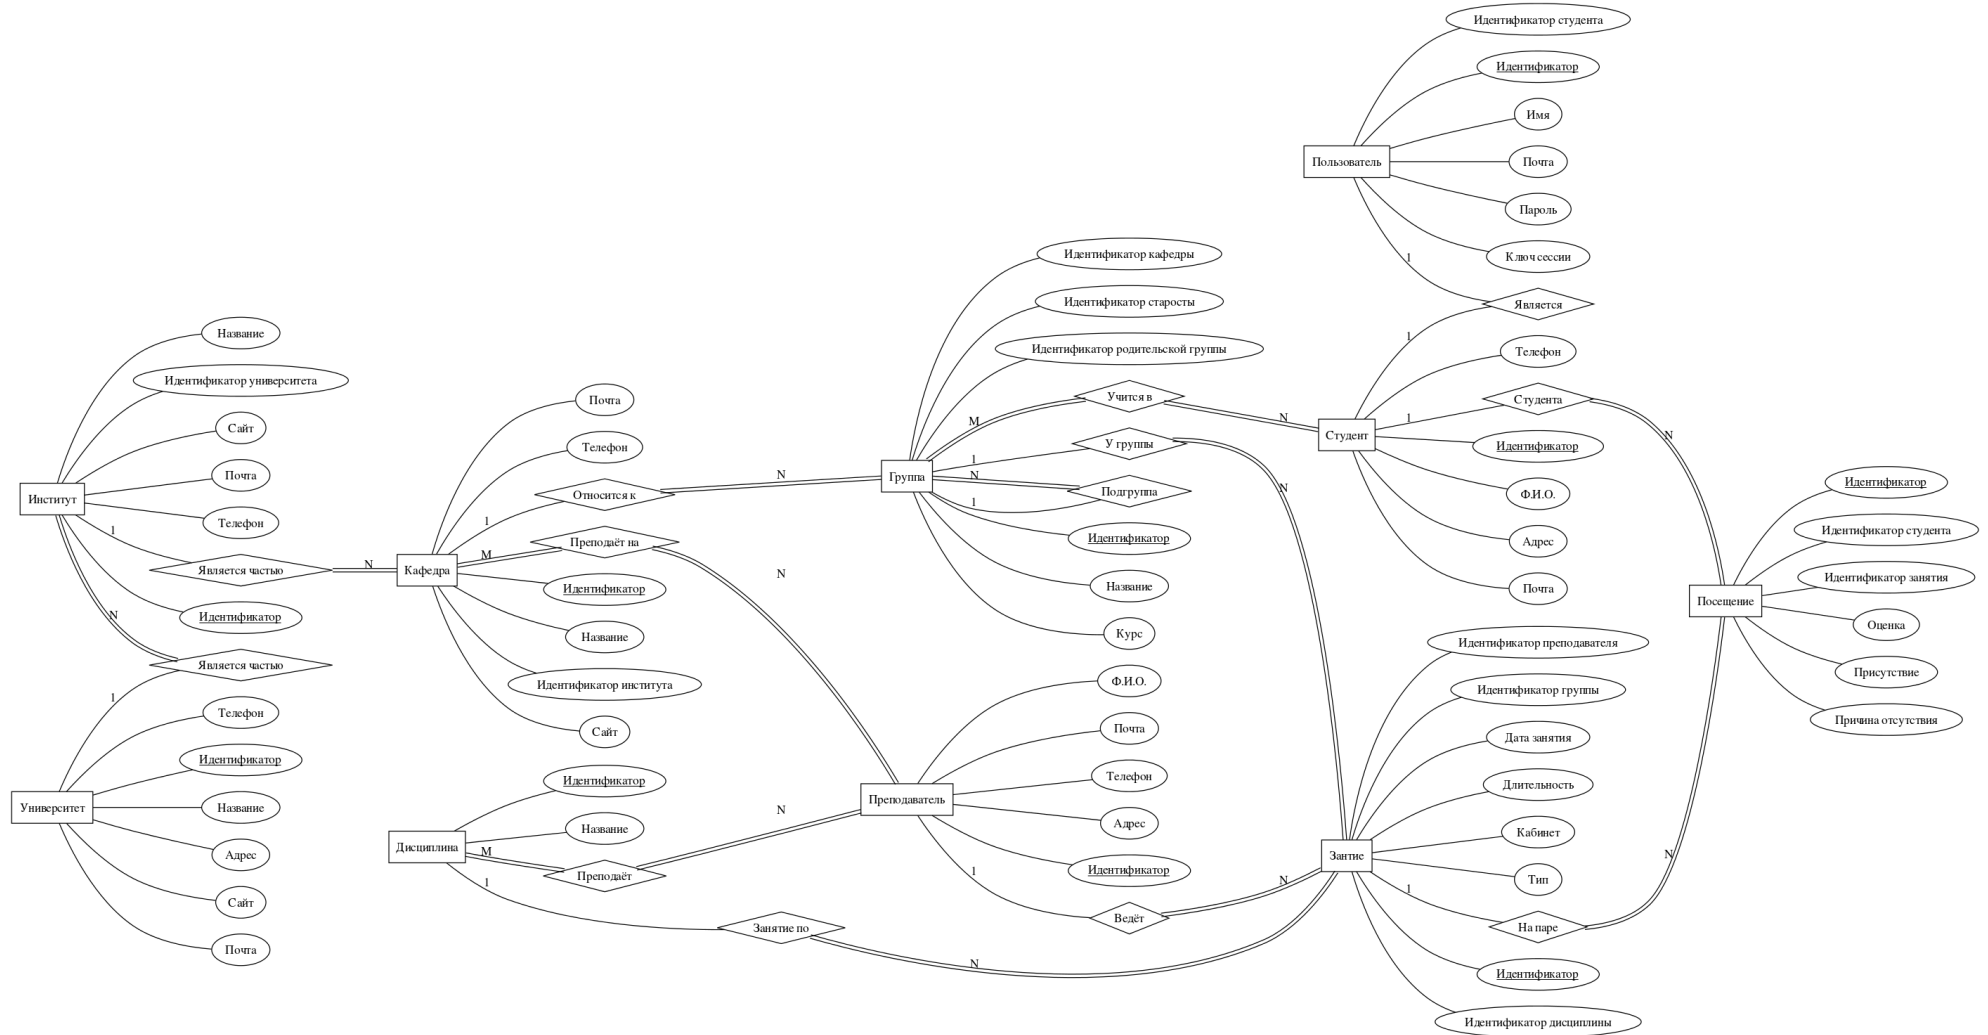 Идентификатор студента
Идентификатор
Имя
Почта
Пользователь
Пароль
Ключ сессии
1
Является
1
Телефон
Студента
1
N
Студент
Идентификатор
Ф.И.О.
Адрес
Почта
Идентификатор кафедры
Идентификатор старосты
Идентификатор родительской группы
Учится в
M
N
У группы
1
N
Группа
N
Подгруппа
1
Идентификатор
Название
Курс
Название
Идентификатор университета
Сайт
Почта
Институт
Телефон
1
Является частью
N
Идентификатор
N
Является частью
1
Телефон
Идентификатор
Университет
Название
Адрес
Сайт
Почта
Почта
Телефон
Относится к
N
1
Преподаёт на
M
N
Кафедра
Идентификатор
Название
Идентификатор института
Сайт
Идентификатор
Название
Дисциплина
M
Преподаёт
N
1
Занятие по
N
Ф.И.О.
Почта
Телефон
Преподаватель
Адрес
Идентификатор
1
Ведёт
N
Идентификатор преподавателя
Идентификатор группы
Дата занятия
Длительность
Кабинет
Зантие
Тип
1
На паре
N
Идентификатор
Идентификатор дисциплины
Идентификатор
Идентификатор студента
Идентификатор занятия
Посещение
Оценка
Присутствие
Причина отсутствия